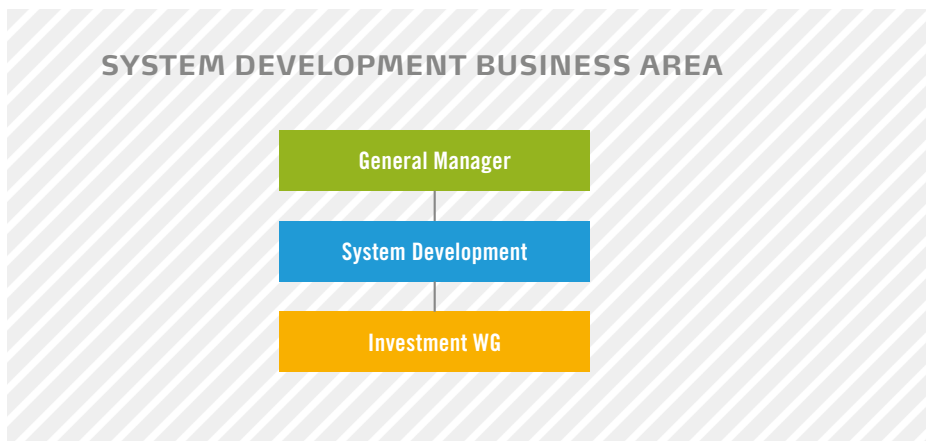 SYSTEM DEVELOPMENT BUSINESS AREA
General Manager
System Development
Investment WG